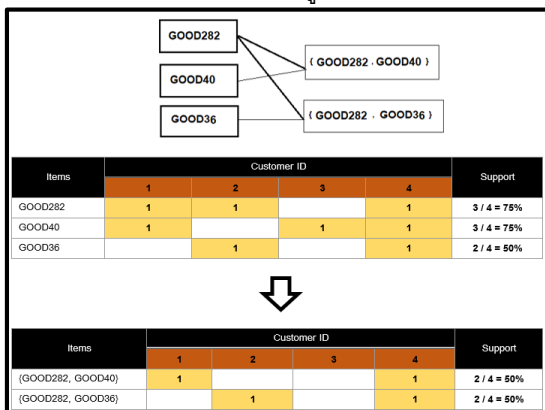 GOOD282
{ GOOD282 , GOOD40 }
GOOD40
GOOD36
{ GOOD282 , GOOD36 }
Items Customer ID Support
1 2 3 4
GOOD282 1 1 1 3 / 4 = 75%
GOOD40 1 1 1 3 / 4 = 75%
GOOD36 1 1 2 / 4 = 50%
Items Customer ID Support
1 2 3 4
{GOOD282, GOOD40} 1 1 2 / 4 = 50%
{GOOD282, GOOD36} 1 1 2 / 4 = 50%